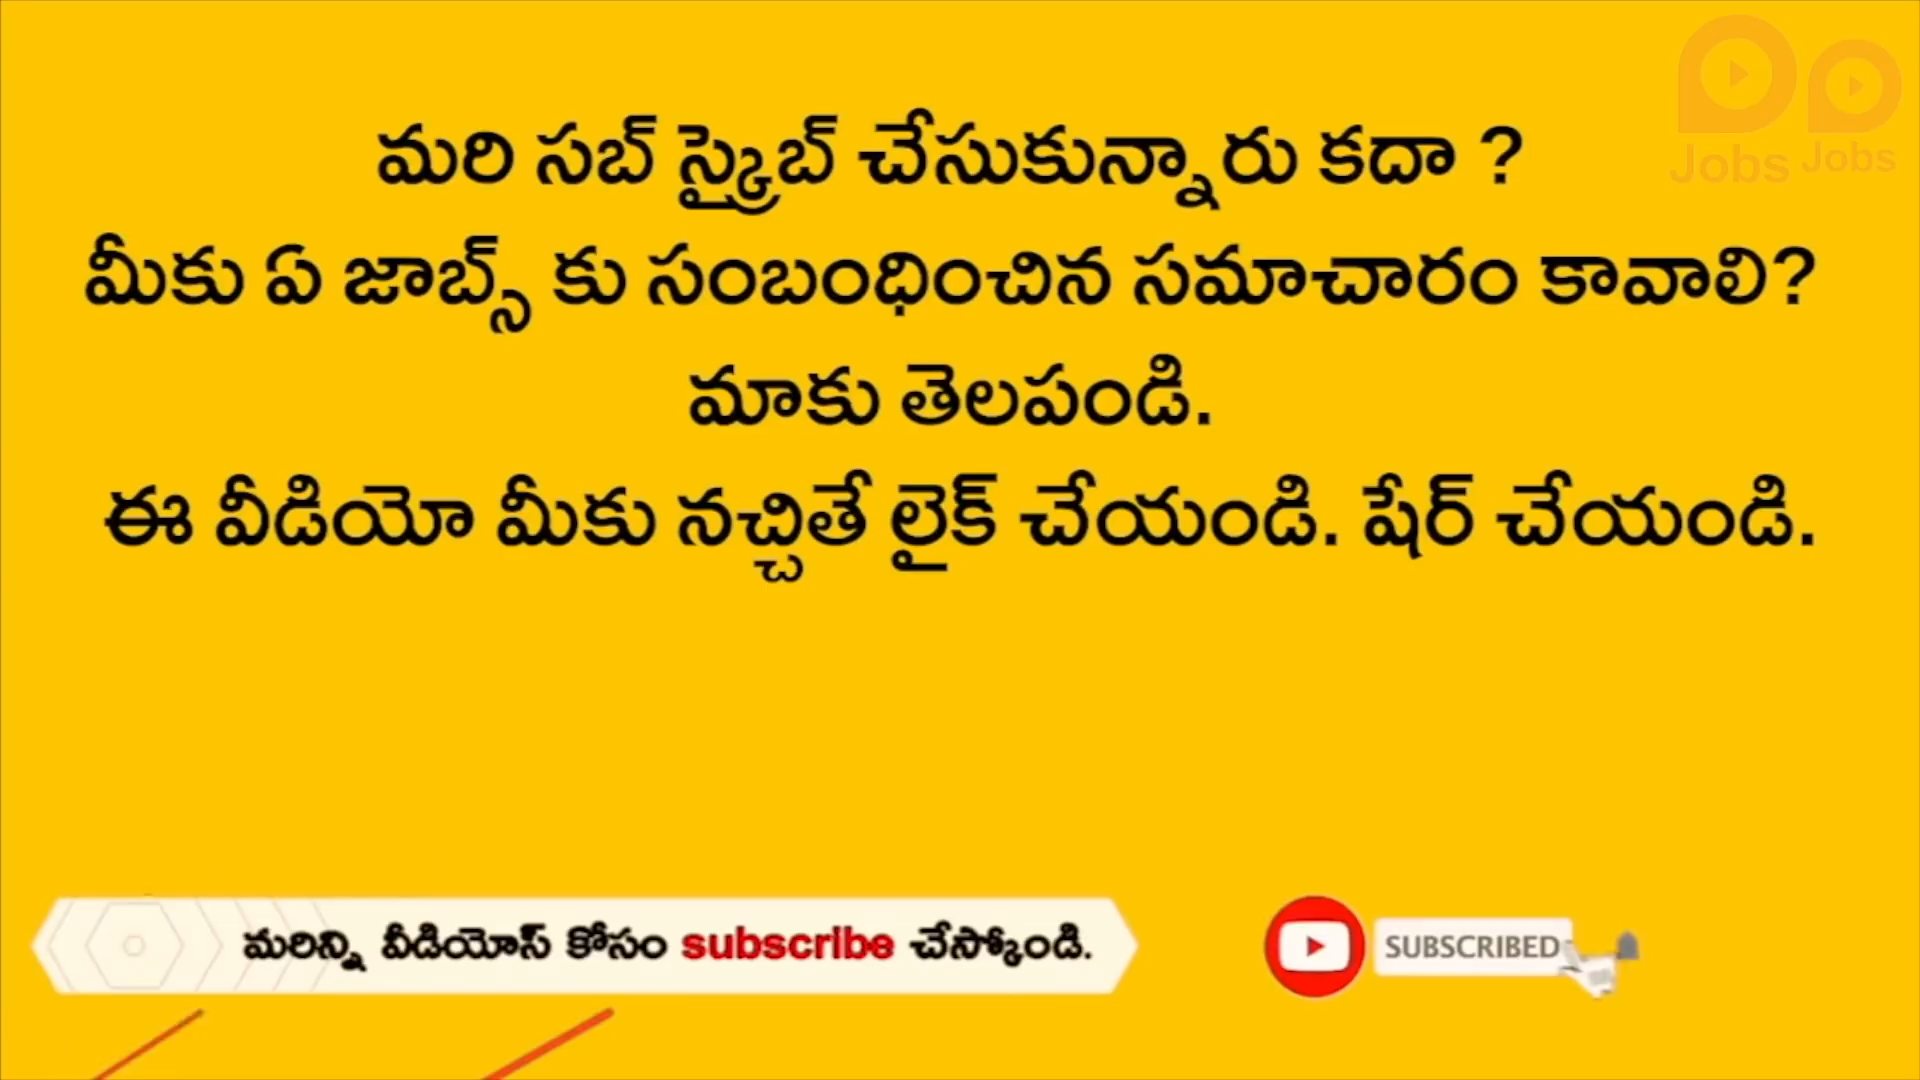 Jobs Jobs
మరి సబ్ స్క్రైబ్ చేసుకున్నారు కదా ?
మీకు ఏ జాబ్స్ కు సంబంధించిన సమాచారం కావాలి?
మాకు తెలపండి.
ఈ వీడియో మీకు నచ్చితే లైక్ చేయండి. షేర్ చేయండి.
మరిన్ని వీడియోస్ కోసం subscribe చేస్కోండి.
SUBSCRIBED